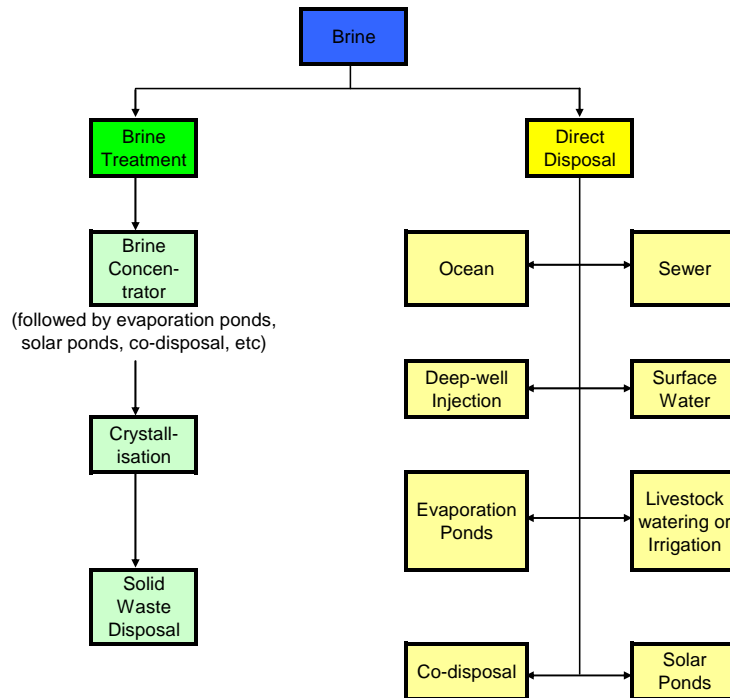 Brine
Brine
Treatment
Direct
Disposal
Brine
Concen-
trator
(followed by evaporation ponds,
solar ponds, co-disposal, etc)
Crystall-
isation
Solid
Waste
Disposal
Ocean
Sewer
Deep-well
Injection
Surface
Water
Evaporation
Ponds
Livestock
watering or
Irrigation
Co-disposal
Solar
Ponds